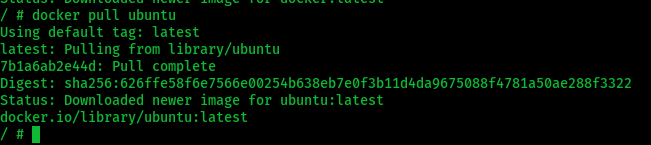 Status: Downloaded newer image for docker:latest
/ # docker pull ubuntu
Using default tag: latest
latest: Pulling from library/ubuntu
7b1a6ab2e44d: Pull complete
Digest: sha256:626ffe58f6e7566e00254b638eb7e0f3b11d4da9675088f4781a50ae288f3322
Status: Downloaded newer image for ubuntu:latest
docker.io/library/ubuntu:latest
/ #